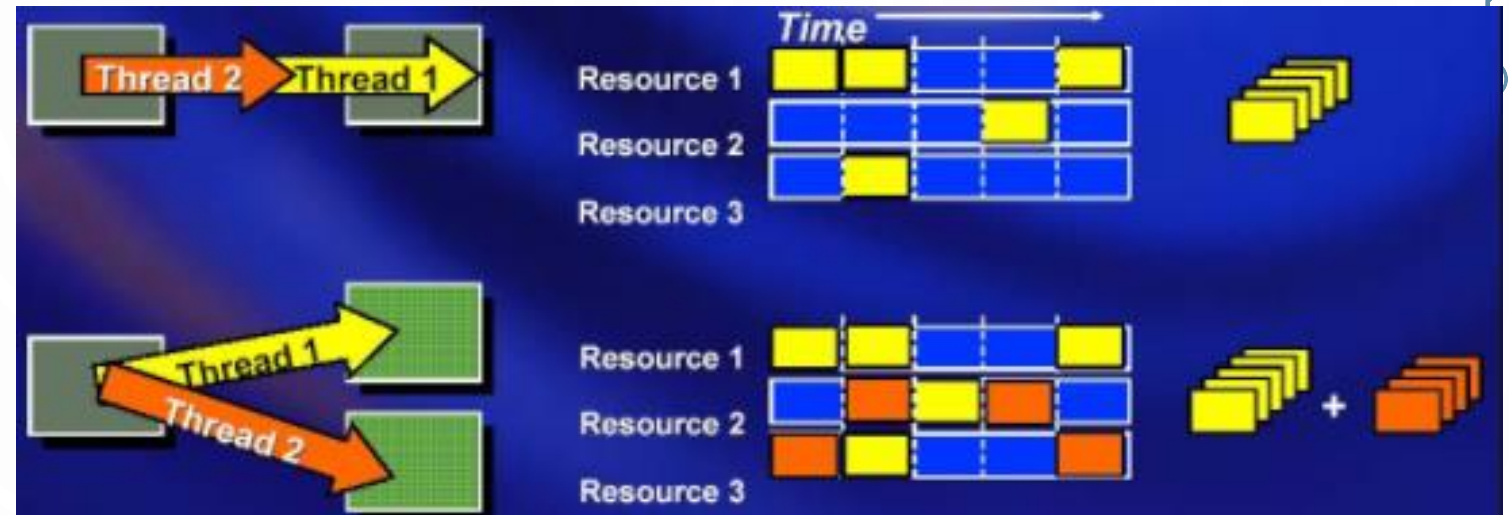 Thread 2 Thread 1
Time
Resource 1
Resource 2
Resource 3
Thread 1
Thread 2
Resource 1
Resource 2
Resource 3
+